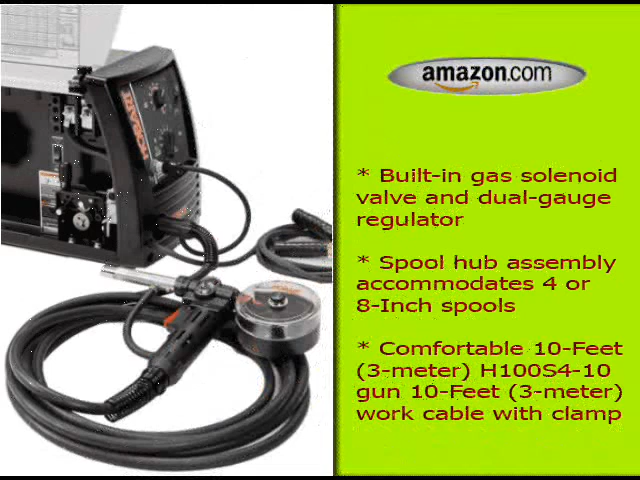 HOBART
amazon.com
* Built-in gas solenoid
valve and dual-gauge
regulator
* Spool hub assembly
accommodates 4 or
8-Inch spools
* Comfortable 10-Feet
(3-meter) H100S4-10
gun 10-Feet (3-meter)
work cable with clamp